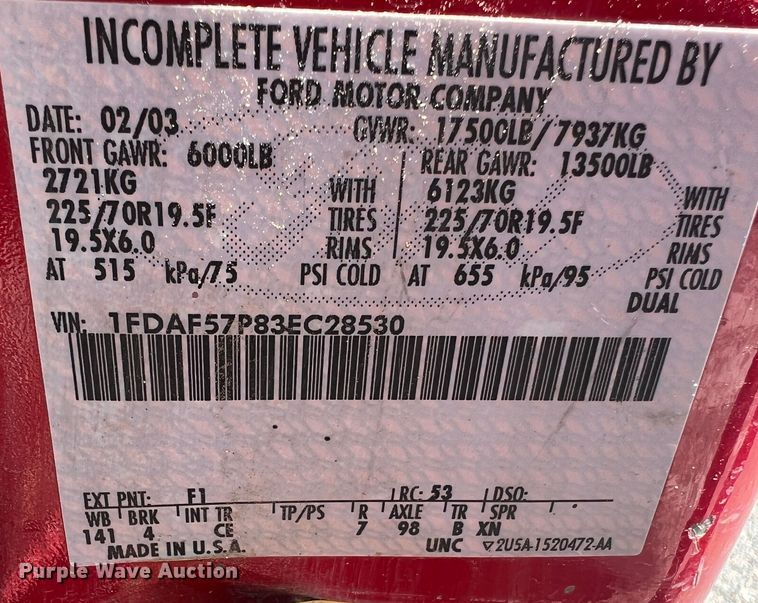 INCOMPLETE VEHICLE MANUFACTURED BY
FORD MOTOR COMPANY
DATE: 02/03 GVWR: 17500LB/7937KG
FRONT GAWR: 6000LB REAR GAWR: 13500LB
2721KG WITH 6123KG WITH
225/70R19.5F TIRES 225/70R19.5F TIRES
19.5X6.0 RIMS 19.5X6.0 RIMS
AT 515 kPa/75 PSI COLD AT 655 kPa/95 PSI COLD
DUAL
VIN: 1FDAF57P83EC28530
EXT PNT: F1 RC: 53 DSO:
WB BRK INT TR TP/PS R AXLE TR SPR
141 4 CE 7 98 B XN
MADE IN U.S.A. UNC ▽2U5A-1520472-AA
Purple Wave Auction